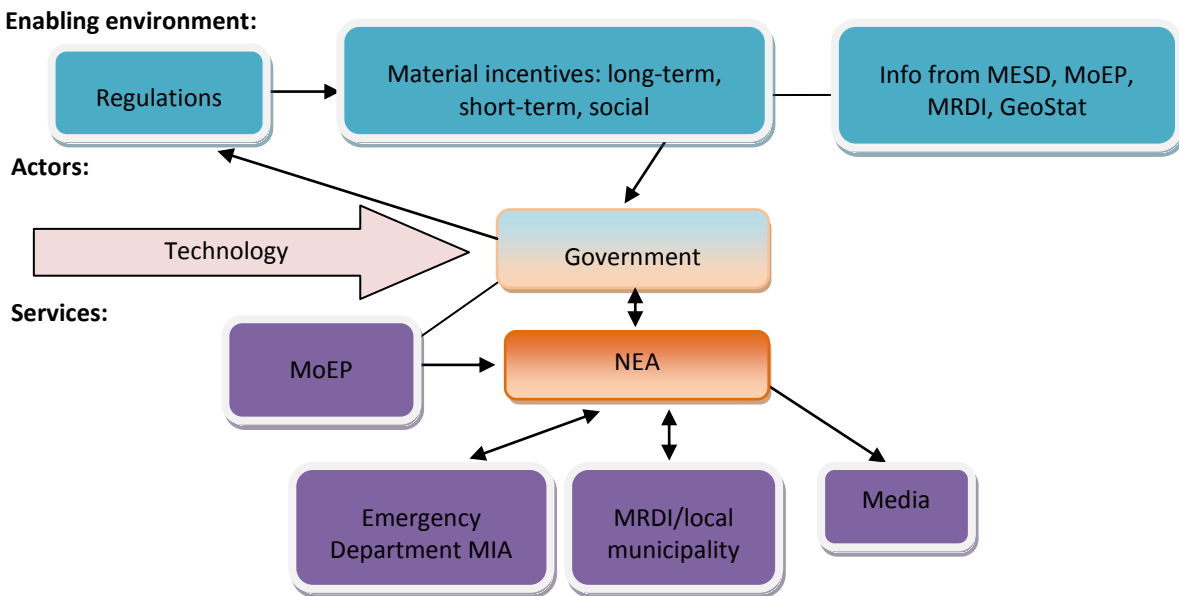 Enabling environment:
Regulations
Material incentives: long-term,
short-term, social
Info from MESD, MoEP,
MRDI, GeoStat
Actors:
Technology
Government
Services:
MoEP
NEA
Emergency
Department MIA
MRDI/local
municipality
Media